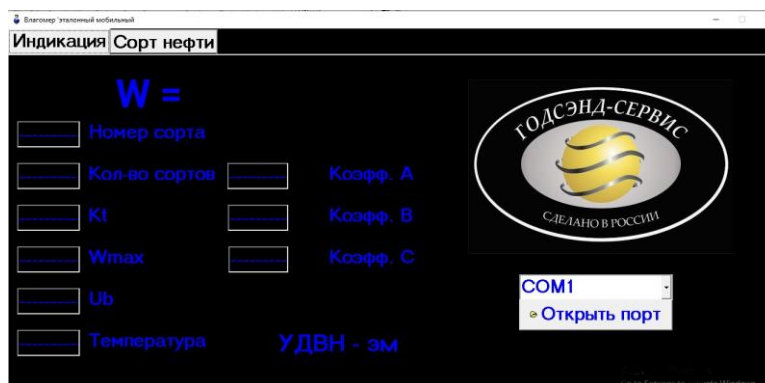 Влагомер 'эталонный мобильный
Индикация Сорт нефти
W =
Номер сорта
Кол-во сортов Коэфф. А
Kt Коэфф. В
Wmax Коэфф. С
Ub
Температура УДВН - эм
ГОДСЭНД-СЕРВИС
СДЕЛАНО В РОССИИ
COM1
Открыть порт